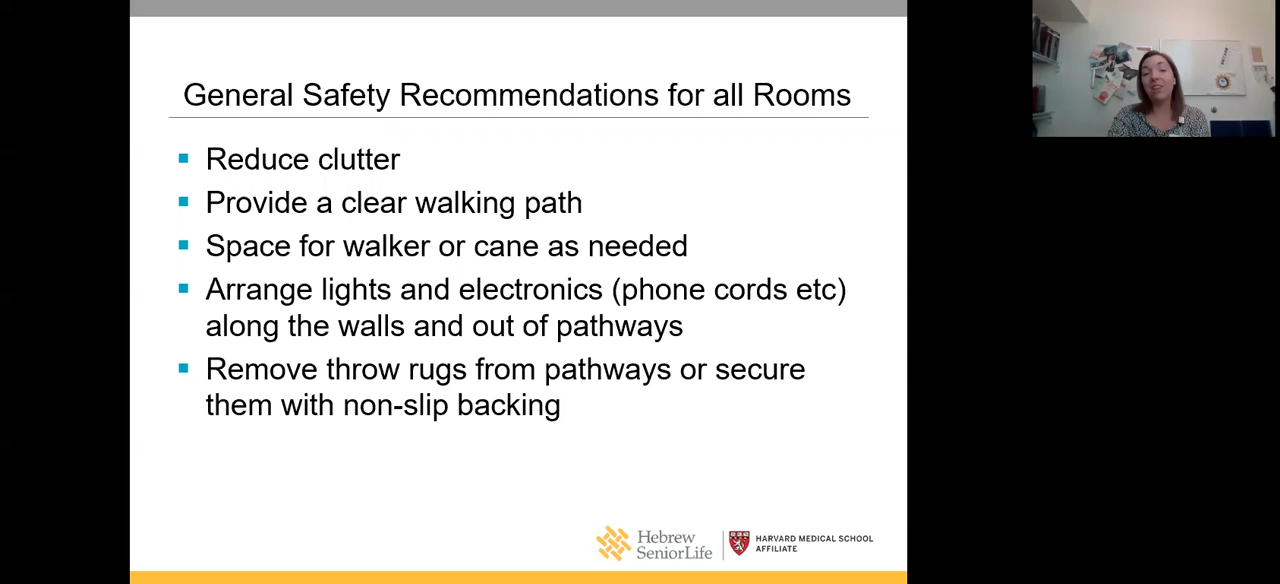 General Safety Recommendations for all Rooms
Reduce clutter
Provide a clear walking path
Space for walker or cane as needed
Arrange lights and electronics (phone cords etc)
along the walls and out of pathways
Remove throw rugs from pathways or secure
them with non-slip backing
Hebrew
SeniorLife
HARVARD MEDICAL SCHOOL
AFFILIATE